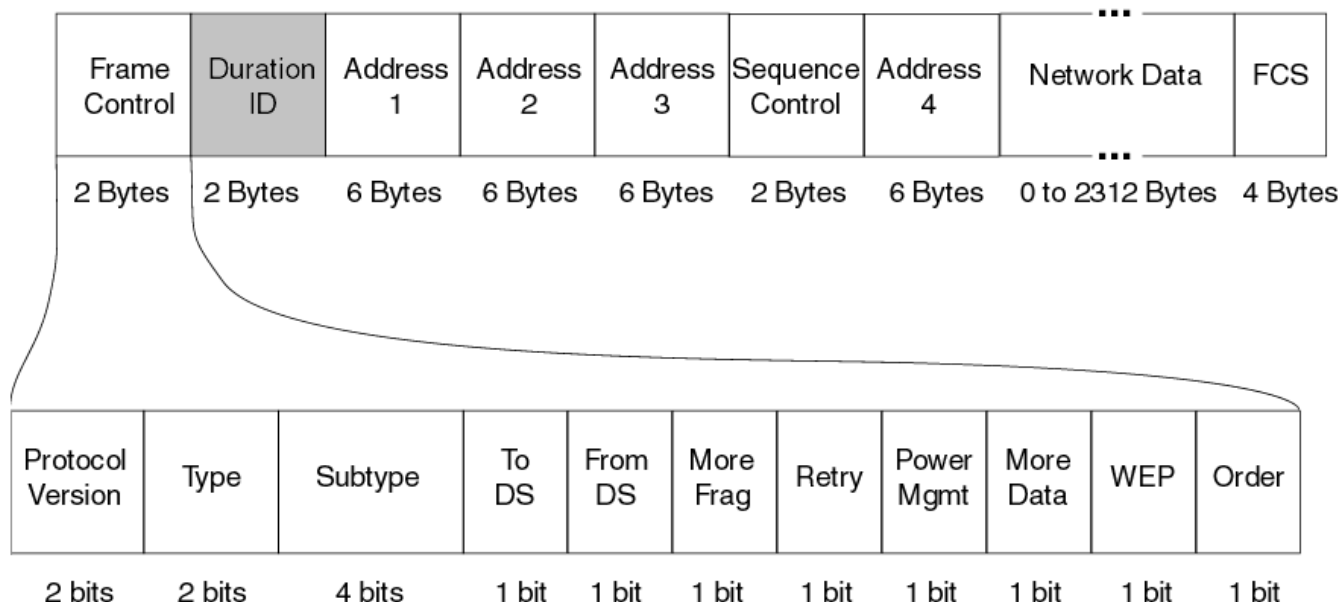 Frame Control
Duration ID
Address 1
Address 2
Address 3
Sequence Control
Address 4
Network Data
FCS
2 Bytes
2 Bytes
6 Bytes
6 Bytes
6 Bytes
2 Bytes
6 Bytes
0 to 2312 Bytes
4 Bytes
Protocol Version
Type
Subtype
To DS
From DS
More Frag
Retry
Power Mgmt
More Data
WEP
Order
2 bits
2 bits
4 bits
1 bit
1 bit
1 bit
1 bit
1 bit
1 bit
1 bit
1 bit